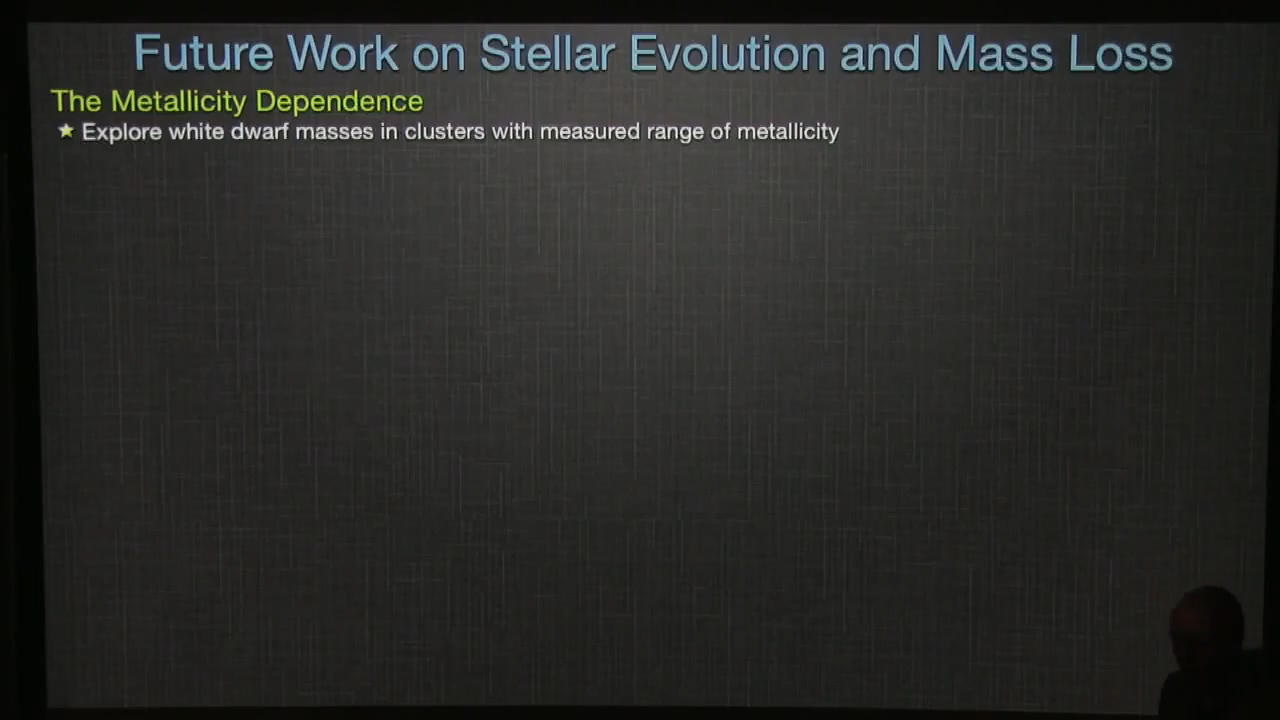 Future Work on Stellar Evolution and Mass Loss
The Metallicity Dependence
★ Explore white dwarf masses in clusters with measured range of metallicity